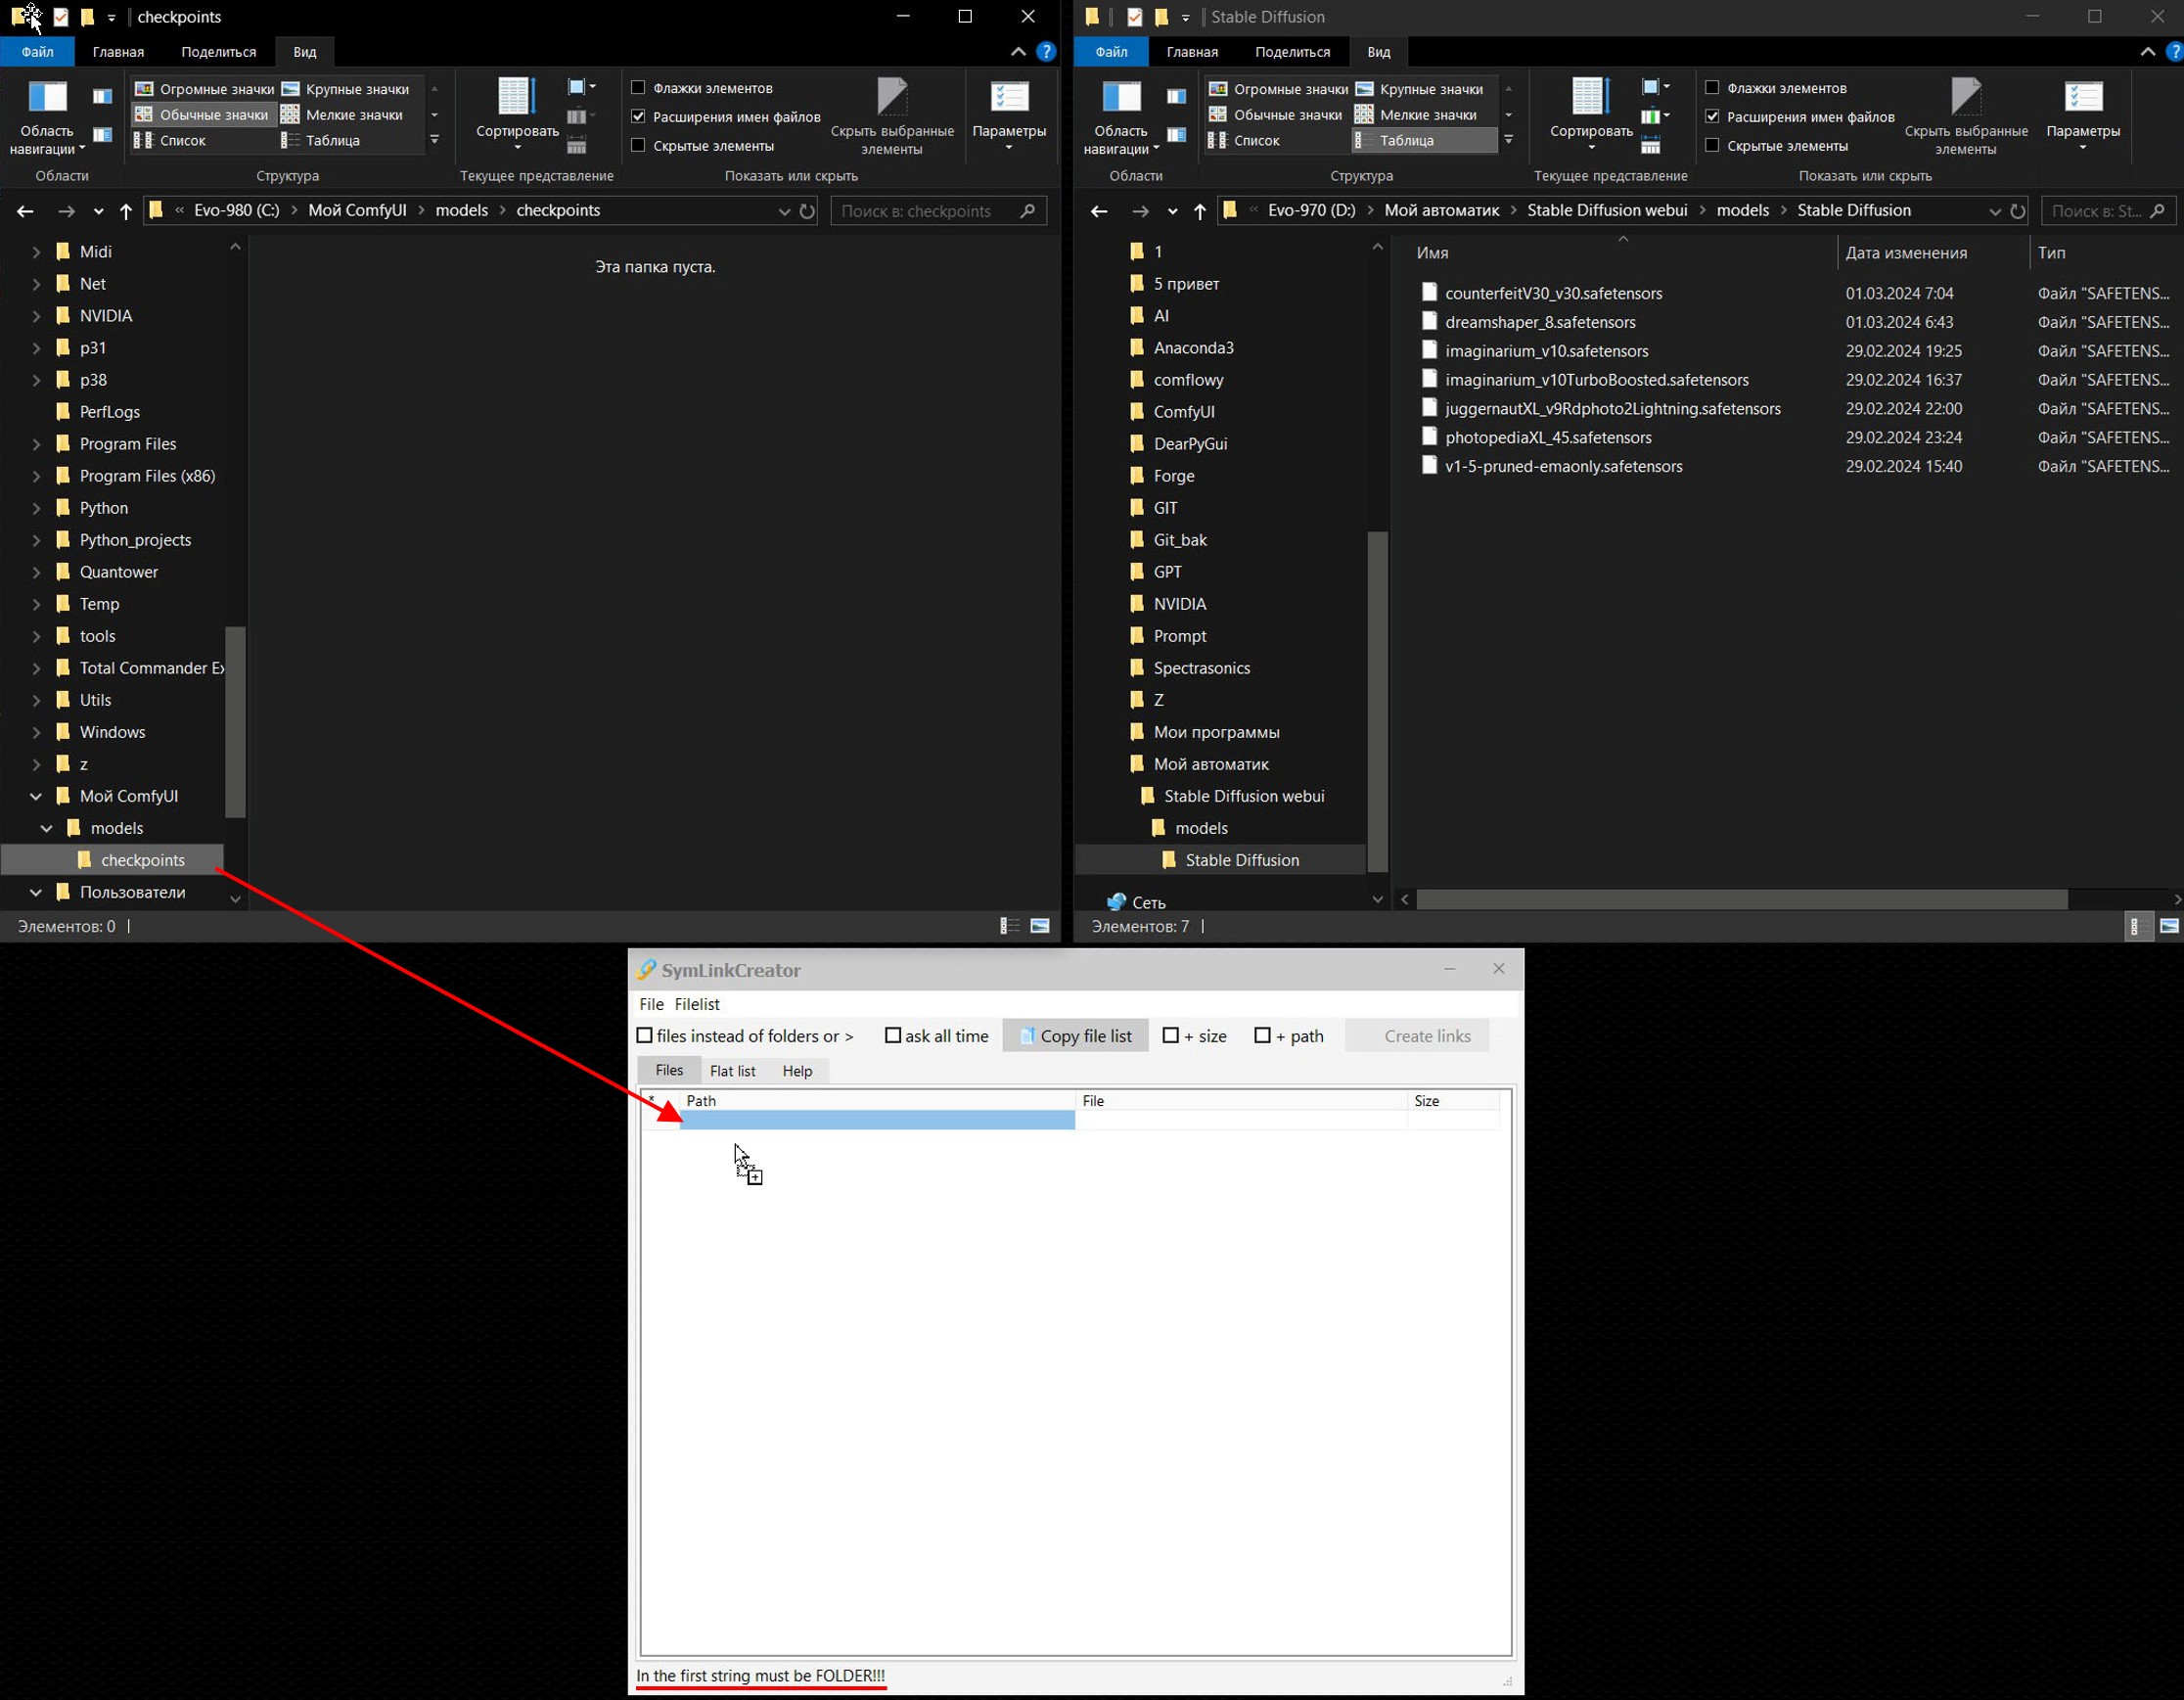 checkpoints
Файл Главная Поделиться Вид
Область навигации
Огромные значки Крупные значки
Обычные значки Мелкие значки
Список Таблица
Сортировать
Флажки элементов
Расширения имен файлов
Скрытые элементы
Скрыть выбранные элементы
Параметры
Области Структура Текущее представление Показать или скрыть
« Evo-980 (C:) > Мой ComfyUI > models > checkpoints
Поиск в: checkpoints
Midi
Net
NVIDIA
p31
p38
PerfLogs
Program Files
Program Files (x86)
Python
Python_projects
Quantower
Temp
tools
Total Commander Ex
Utils
Windows
z
Мой ComfyUI
models
checkpoints
Пользователи
Эта папка пуста.
Элементов: 0
Stable Diffusion
Файл Главная Поделиться Вид
Область навигации
Огромные значки Крупные значки
Обычные значки Мелкие значки
Список Таблица
Сортировать
Флажки элементов
Расширения имен файлов
Скрытые элементы
Скрыть выбранные элементы
Параметры
Области Структура Текущее представление Показать или скрыть
« Evo-970 (D:) > Мой автоматик > Stable Diffusion webui > models > Stable Diffusion
Поиск в: St...
1
5 привет
AI
Anaconda3
comflowy
ComfyUI
DearPyGui
Forge
GIT
Git_bak
GPT
NVIDIA
Prompt
Spectrasonics
Z
Мои программы
Мой автоматик
Stable Diffusion webui
models
Stable Diffusion
Сеть
Имя Дата изменения Тип
counterfeitV30_v30.safetensors 01.03.2024 7:04 Файл "SAFETENS...
dreamshaper_8.safetensors 01.03.2024 6:43 Файл "SAFETENS...
imaginarium_v10.safetensors 29.02.2024 19:25 Файл "SAFETENS...
imaginarium_v10TurboBoosted.safetensors 29.02.2024 16:37 Файл "SAFETENS...
juggernautXL_v9Rdphoto2Lightning.safetensors 29.02.2024 22:00 Файл "SAFETENS...
photopediaXL_45.safetensors 29.02.2024 23:24 Файл "SAFETENS...
v1-5-pruned-emaonly.safetensors 29.02.2024 15:40 Файл "SAFETENS...
Элементов: 7
SymLinkCreator
File Filelist
files instead of folders or > ask all time Copy file list + size + path Create links
Files Flat list Help
* Path File Size
In the first string must be FOLDER!!!